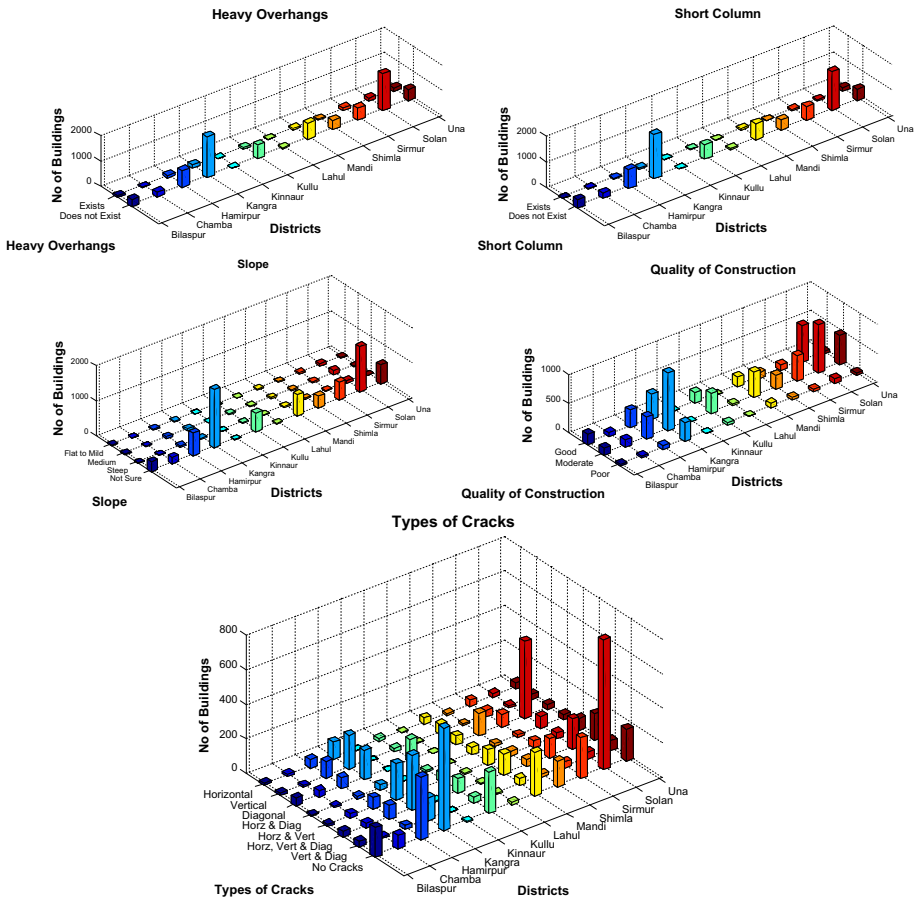 Heavy Overhangs
No of Buildings
2000
1000
0
Exists
Does not Exist
Bilaspur
Chamba
Hamirpur
Kangra
Kinnaur
Kullu
Lahul
Mandi
Shimla
Sirmur
Solan
Una
Districts
Heavy Overhangs
Short Column
No of Buildings
2000
1000
0
Exists
Does not Exist
Bilaspur
Chamba
Hamirpur
Kangra
Kinnaur
Kullu
Lahul
Mandi
Shimla
Sirmur
Solan
Una
Districts
Short Column
Slope
No of Buildings
2000
1000
0
Flat to Mild
Medium
Steep
Not Sure
Bilaspur
Chamba
Hamirpur
Kangra
Kinnaur
Kullu
Lahul
Mandi
Shimla
Sirmur
Solan
Una
Districts
Slope
Quality of Construction
No of Buildings
1000
500
0
Good
Moderate
Poor
Bilaspur
Chamba
Hamirpur
Kangra
Kinnaur
Kullu
Lahul
Mandi
Shimla
Sirmur
Solan
Una
Districts
Quality of Construction
Types of Cracks
No of Buildings
800
600
400
200
0
Horizontal
Vertical
Diagonal
Horz & Diag
Horz & Vert
Horz, Vert & Diag
Vert & Diag
No Cracks
Bilaspur
Chamba
Hamirpur
Kangra
Kinnaur
Kullu
Lahul
Mandi
Shimla
Sirmur
Solan
Una
Types of Cracks
Districts